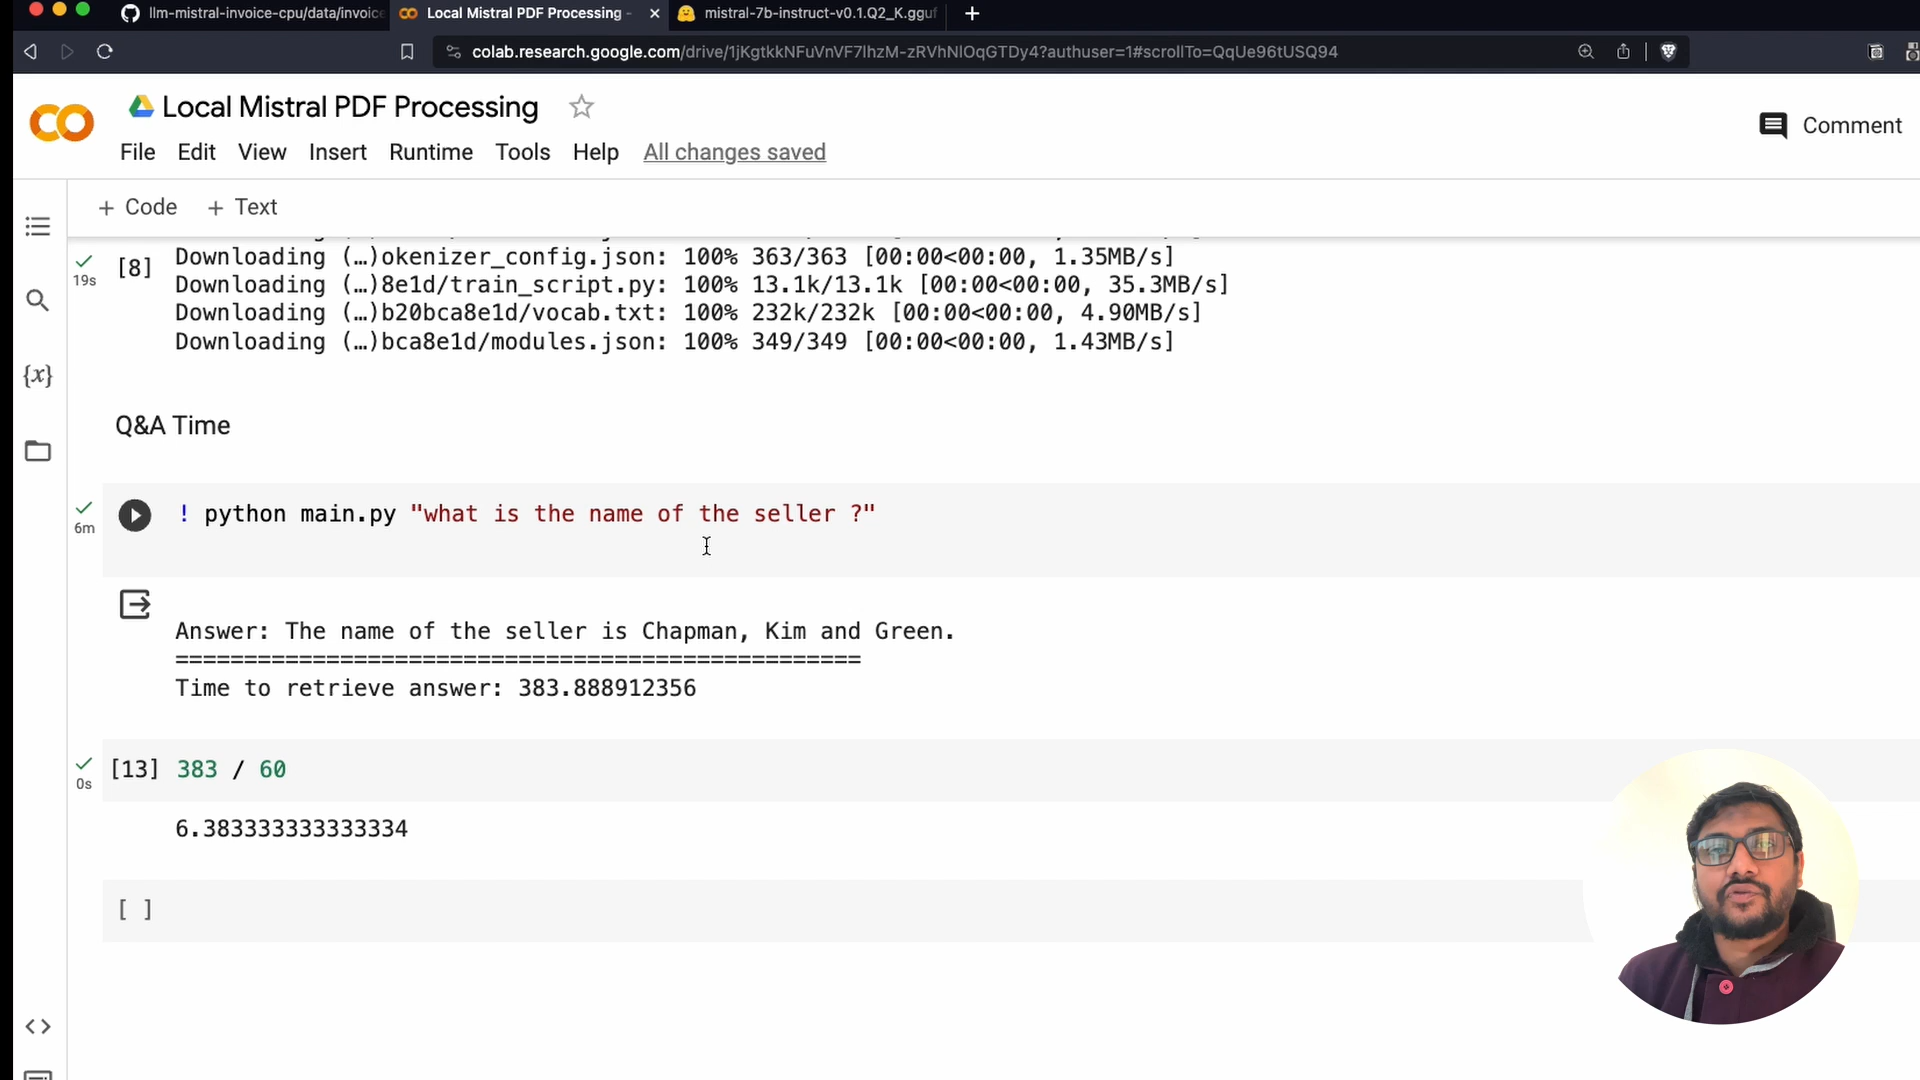 llm-mistral-invoice-cpu/data/invoice
Local Mistral PDF Processing -
mistral-7b-instruct-v0.1.Q2_K.gguf
colab.research.google.com/drive/1jKgtkkNFuVnVF7lhzM-zRVhNlOqGTDy4?authuser=1#scrollTo=QqUe96tUSQ94
Local Mistral PDF Processing
Comment
File Edit View Insert Runtime Tools Help All changes saved
+ Code + Text
19s
[8]
Downloading (…)okenizer_config.json: 100% 363/363 [00:00<00:00, 1.35MB/s]
Downloading (…)8e1d/train_script.py: 100% 13.1k/13.1k [00:00<00:00, 35.3MB/s]
Downloading (…)b20bca8e1d/vocab.txt: 100% 232k/232k [00:00<00:00, 4.90MB/s]
Downloading (…)bca8e1d/modules.json: 100% 349/349 [00:00<00:00, 1.43MB/s]
{x}
Q&A Time
6m
! python main.py "what is the name of the seller ?"
Answer: The name of the seller is Chapman, Kim and Green.
==================================================
Time to retrieve answer: 383.888912356
0s
[13] 383 / 60
6.383333333333334
[ ]